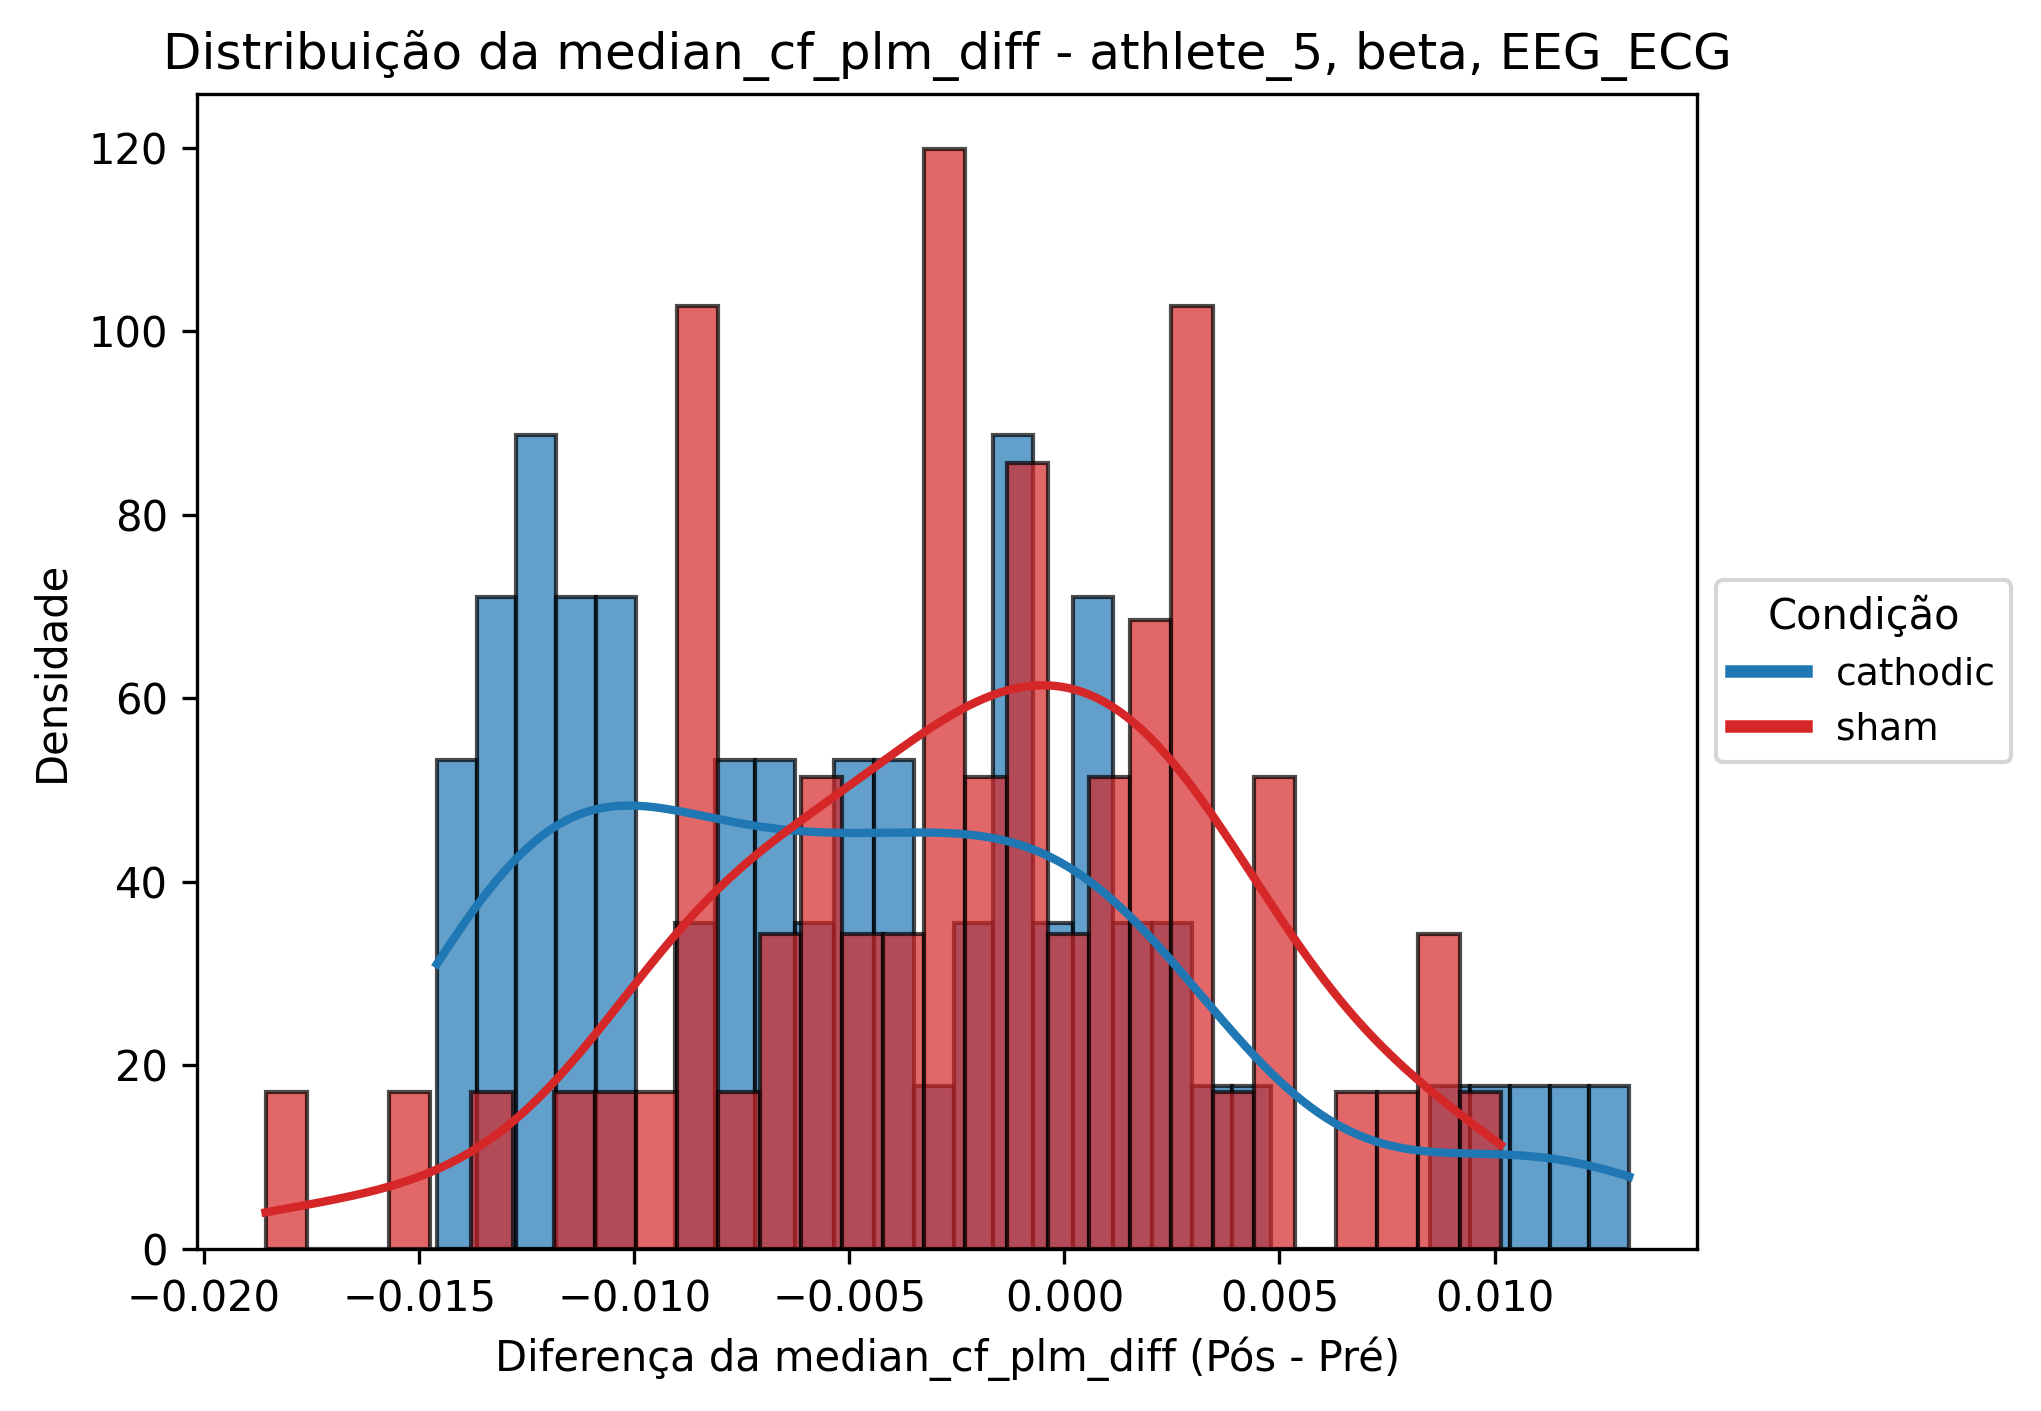 Distribuição da median_cf_plm_diff - athlete_5, beta, EEG_ECG
120
100
80
60
40
20
0
Densidade
−0.020
−0.015
−0.010
−0.005
0.000
0.005
0.010
Diferença da median_cf_plm_diff (Pós - Pré)
Condição
cathodic
sham